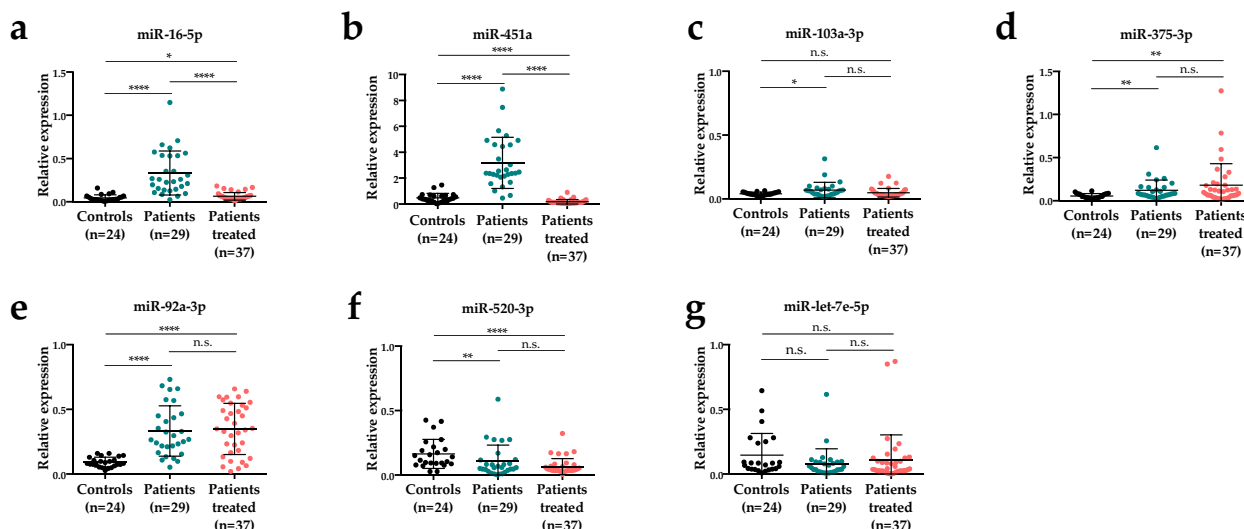 a
miR-16-5p
*
**** ****
Relative expression
1.5
1.0
0.5
0.0
Controls Patients Patients
(n=24) (n=29) treated
(n=37)
b
miR-451a
****
**** ****
Relative expression
10
8
6
4
2
0
Controls Patients Patients
(n=24) (n=29) treated
(n=37)
c
miR-103a-3p
n.s.
* n.s.
Relative expression
1.0
0.5
0.0
Controls Patients Patients
(n=24) (n=29) treated
(n=37)
d
miR-375-3p
**
** n.s.
Relative expression
1.5
1.0
0.5
0.0
Controls Patients Patients
(n=24) (n=29) treated
(n=37)
e
miR-92a-3p
****
**** n.s.
Relative expression
1.0
0.5
0.0
Controls Patients Patients
(n=24) (n=29) treated
(n=37)
f
miR-520-3p
****
** n.s.
Relative expression
1.0
0.5
0.0
Controls Patients Patients
(n=24) (n=29) treated
(n=37)
g
miR-let-7e-5p
n.s.
n.s. n.s.
Relative expression
1.0
0.5
0.0
Controls Patients Patients
(n=24) (n=29) treated
(n=37)